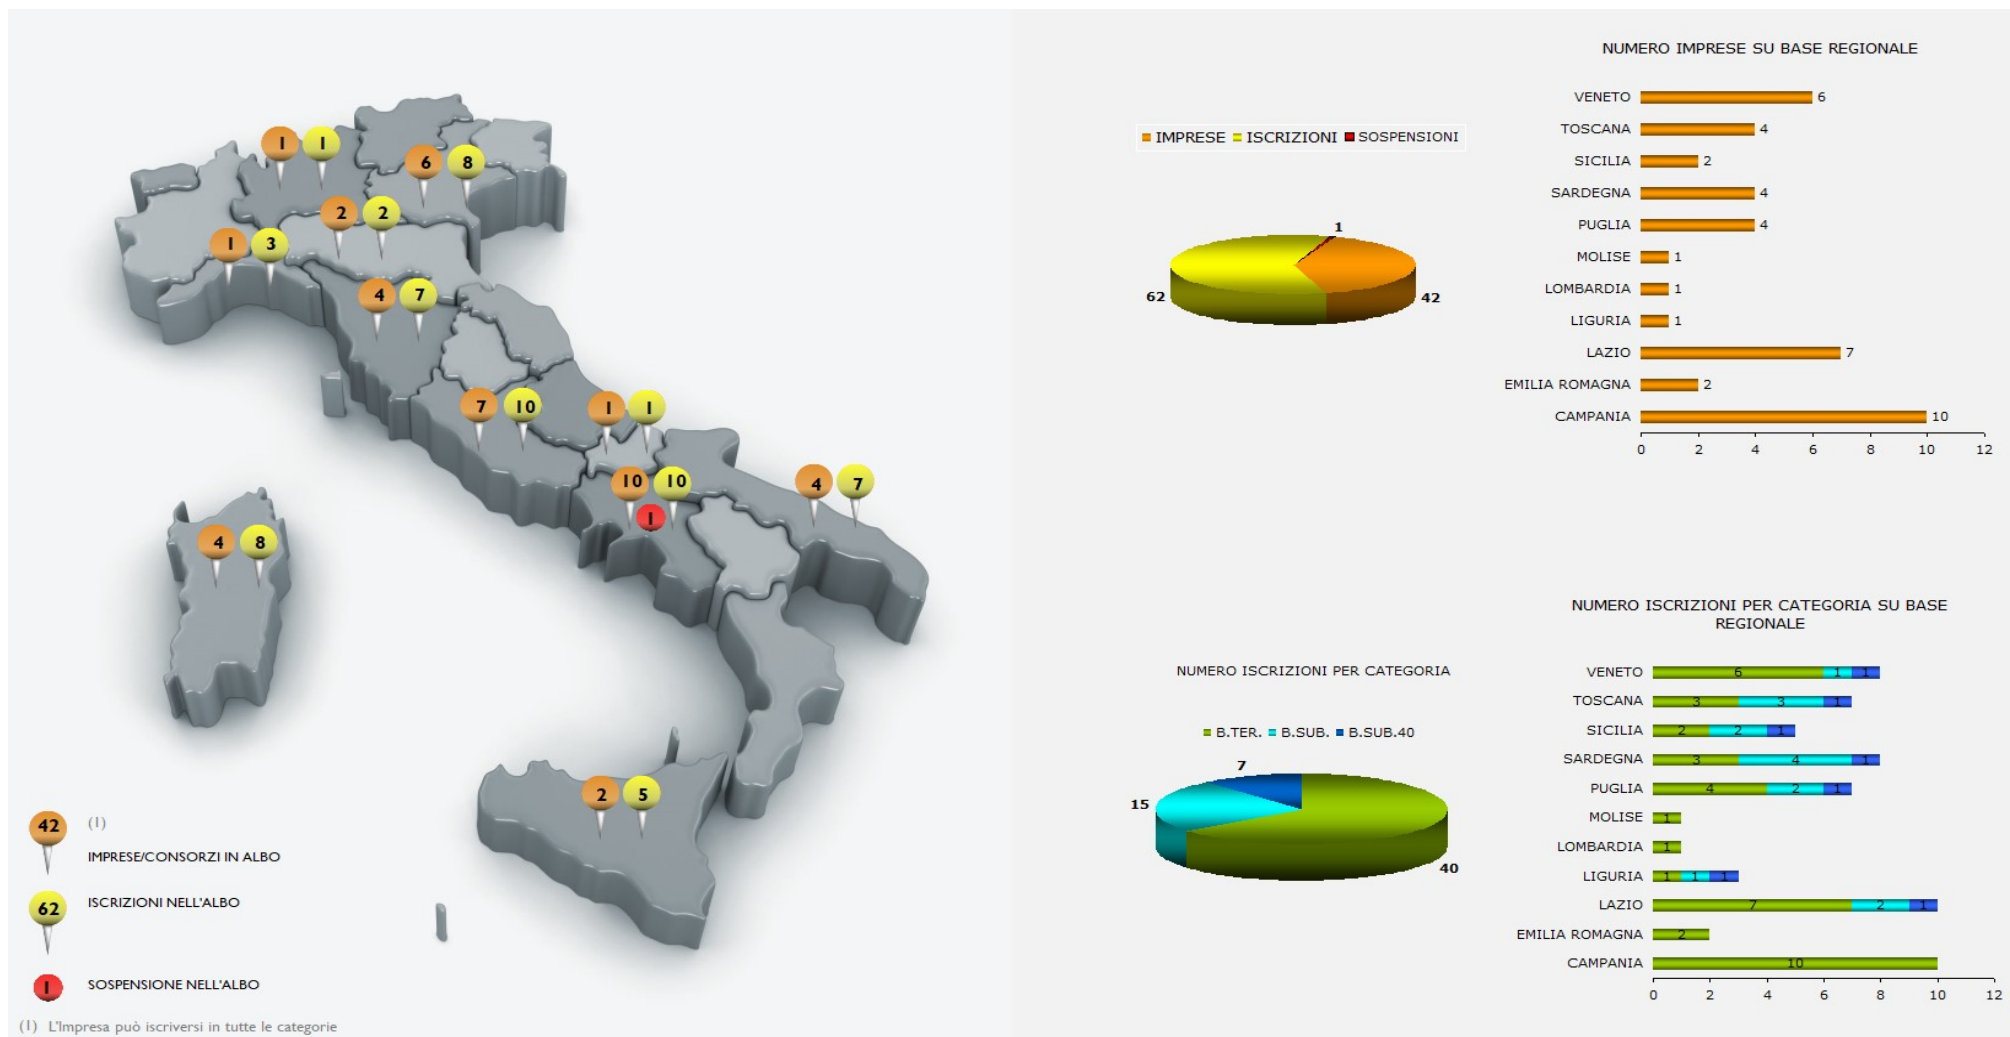 1
1
6
8
2
2
1
3
4
7
7
10
1
1
10
10
1
4
7
4
8
2
5
42
(1)
IMPRESE/CONSORZI IN ALBO
62
ISCRIZIONI NELL'ALBO
1
SOSPENSIONE NELL'ALBO
(1) L'Impresa può iscriversi in tutte le categorie
IMPRESE ISCRIZIONI SOSPENSIONI
1
62
42
NUMERO IMPRESE SU BASE REGIONALE
VENETO 6
TOSCANA 4
SICILIA 2
SARDEGNA 4
PUGLIA 4
MOLISE 1
LOMBARDIA 1
LIGURIA 1
LAZIO 7
EMILIA ROMAGNA 2
CAMPANIA 10
0 2 4 6 8 10 12
NUMERO ISCRIZIONI PER CATEGORIA
B.TER. B.SUB. B.SUB.40
7
15
40
NUMERO ISCRIZIONI PER CATEGORIA SU BASE
REGIONALE
VENETO 6 1 1
TOSCANA 3 3 1
SICILIA 2 2 1
SARDEGNA 3 4 1
PUGLIA 4 2 1
MOLISE 1
LOMBARDIA 1
LIGURIA 1 1 1
LAZIO 7 2 1
EMILIA ROMAGNA 2
CAMPANIA 10
0 2 4 6 8 10 12